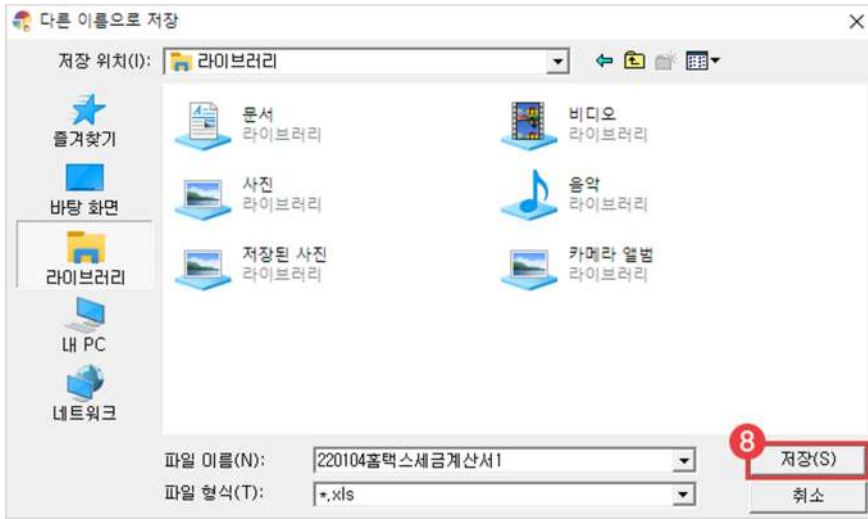 다른 이름으로 저장
저장 위치(I): 라이브러리
즐겨찾기
바탕 화면
라이브러리
내 PC
네트워크
문서
라이브러리
비디오
라이브러리
사진
라이브러리
음악
라이브러리
저장된 사진
라이브러리
카메라 앨범
라이브러리
파일 이름(N): 220104홈택스세금계산서1
8 저장(S)
파일 형식(T): *.xls
취소